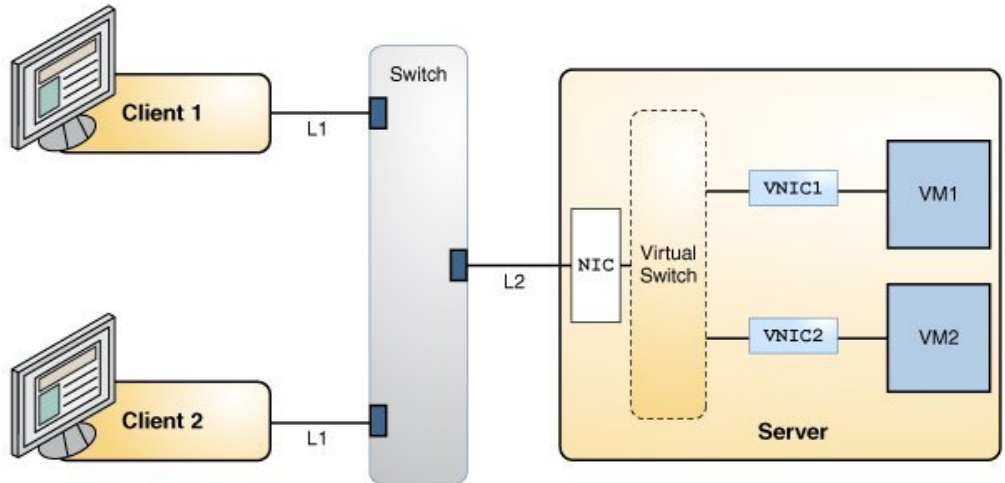 Switch
Client 1
L1
VNIC1
VM1
NIC
Virtual
Switch
L2
VNIC2
VM2
Client 2
L1
Server